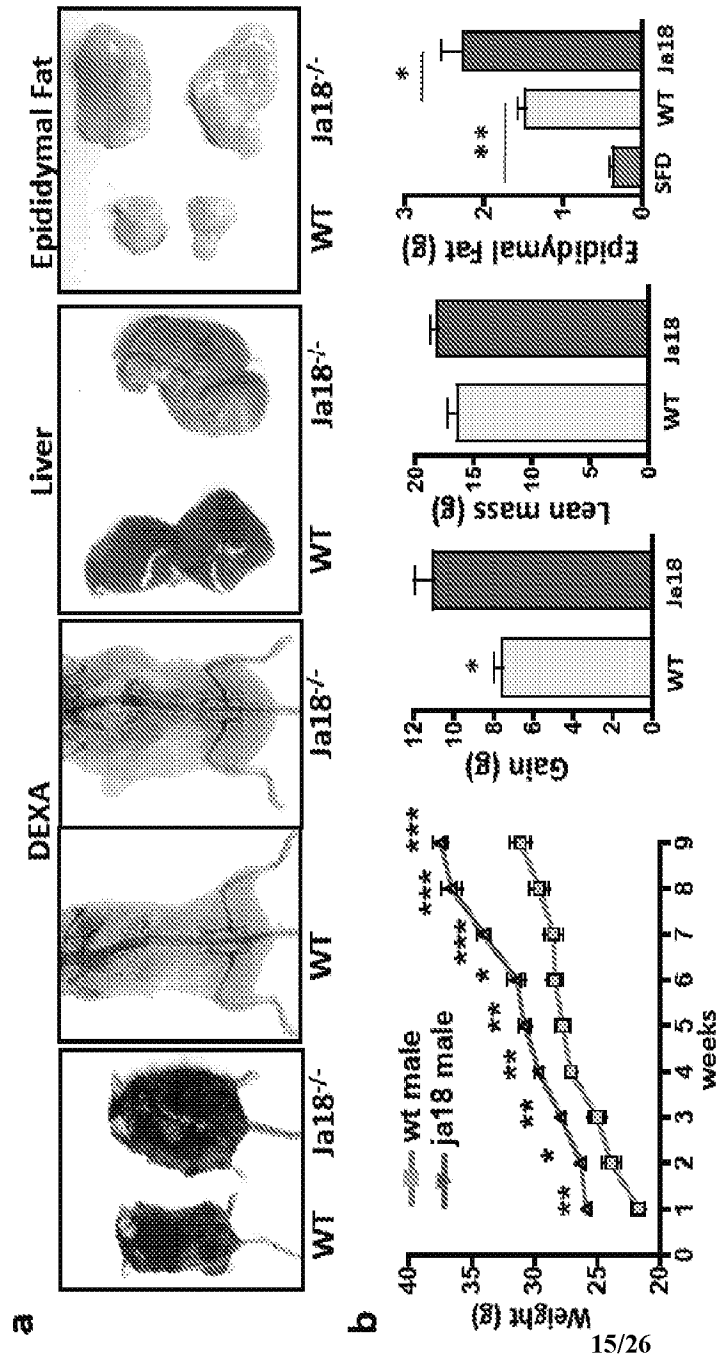 a
DEXA
Liver
Epididymal Fat
WT Ja18-/-
WT Ja18-/-
WT Ja18-/-
WT Ja18-/-
b
Weight (g)
40
30
25
20
wt male
ja18 male
** * ** ** ** * *** *** ***
0 1 2 3 4 5 6 7 8 9
weeks
Gain (g)
12
10
8
6
4
2
0
*
WT Ja18
Lean mass (g)
20
15
10
5
0
WT Ja18
Epididymal Fat (g)
3
2
1
0
** *
SFD WT Ja18
15/26